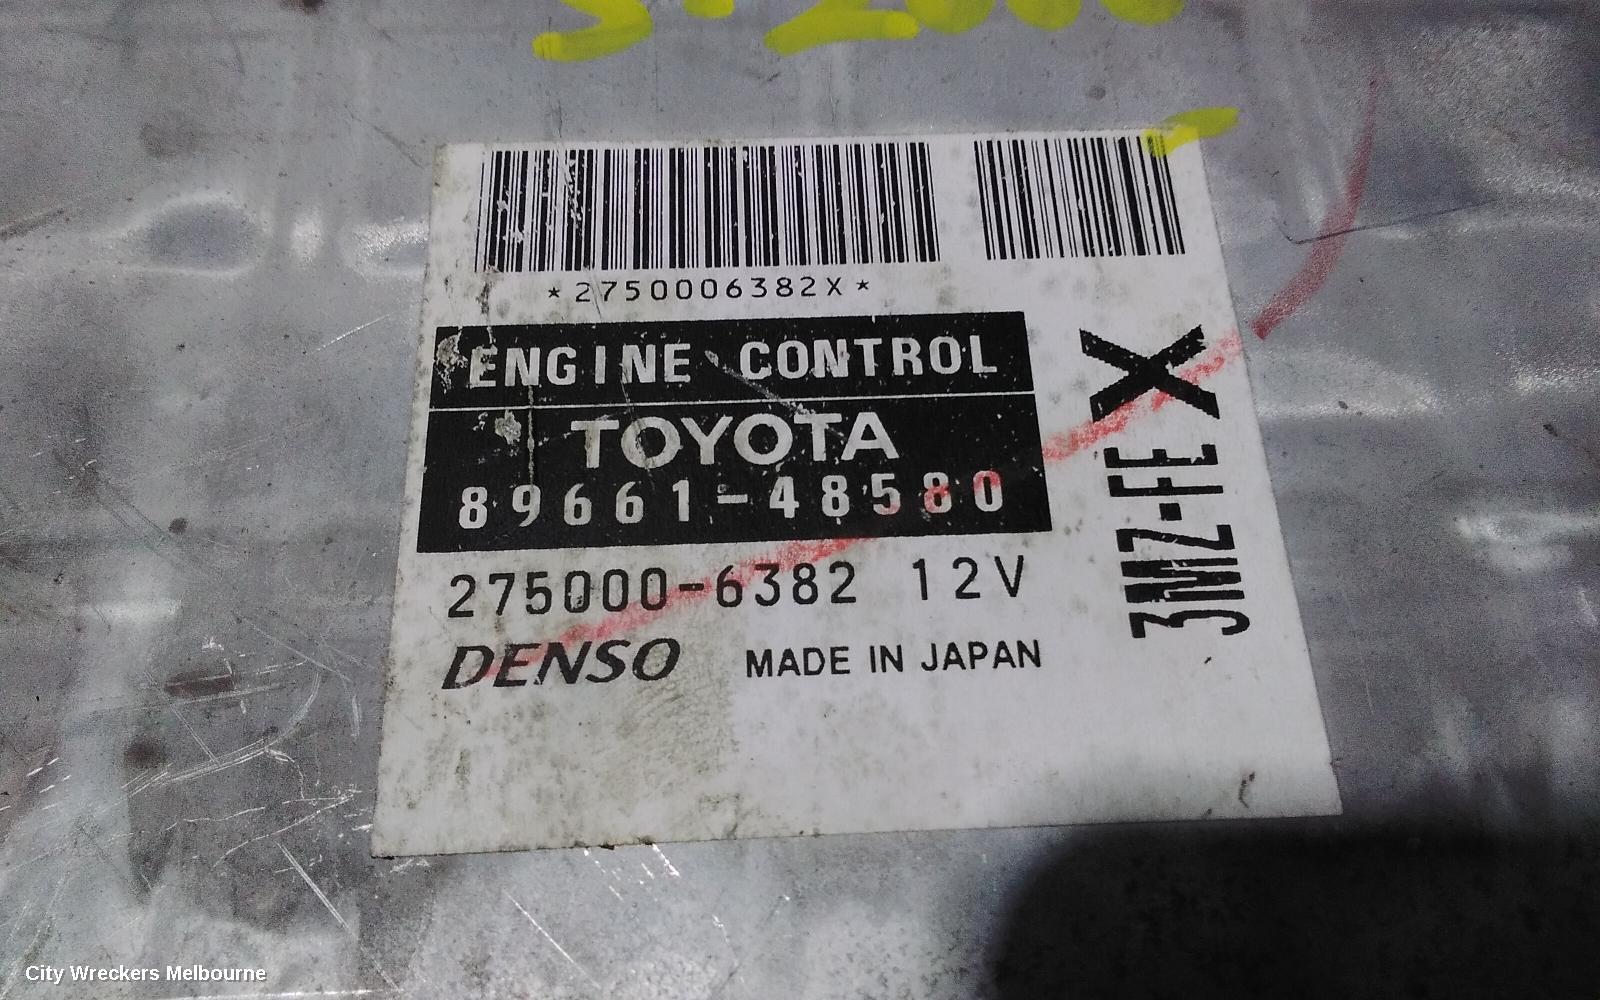 *2750006382X*
ENGINE CONTROL
TOYOTA
89661-48580
275000-6382 12V
DENSO MADE IN JAPAN
3MZ-FE X
City Wreckers Melbourne